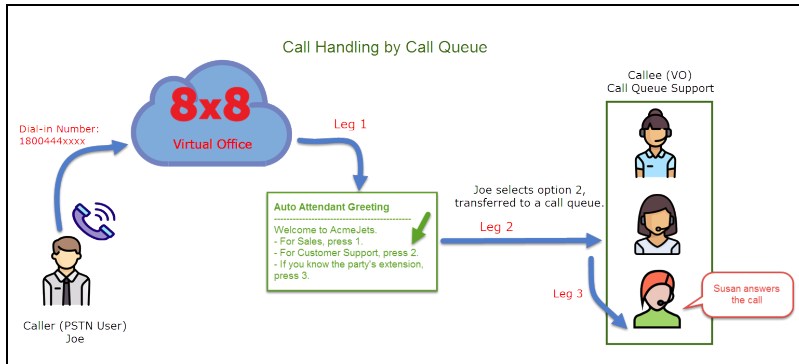 Call Handling by Call Queue
8x8
Virtual Office
Dial-in Number:
1800444xxxx
Leg 1
Callee (VO)
Call Queue Support
Auto Attendant Greeting
--------------------------------------------
Welcome to AcmeJets.
- For Sales, press 1.
- For Customer Support, press 2.
- If you know the party's extension,
press 3.
Joe selects option 2,
transferred to a call queue.
Leg 2
Leg 3
Susan answers
the call
Caller (PSTN User)
Joe